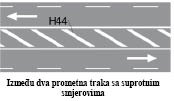 H44
Između dva prometna traka sa suprotnim
smjerovima